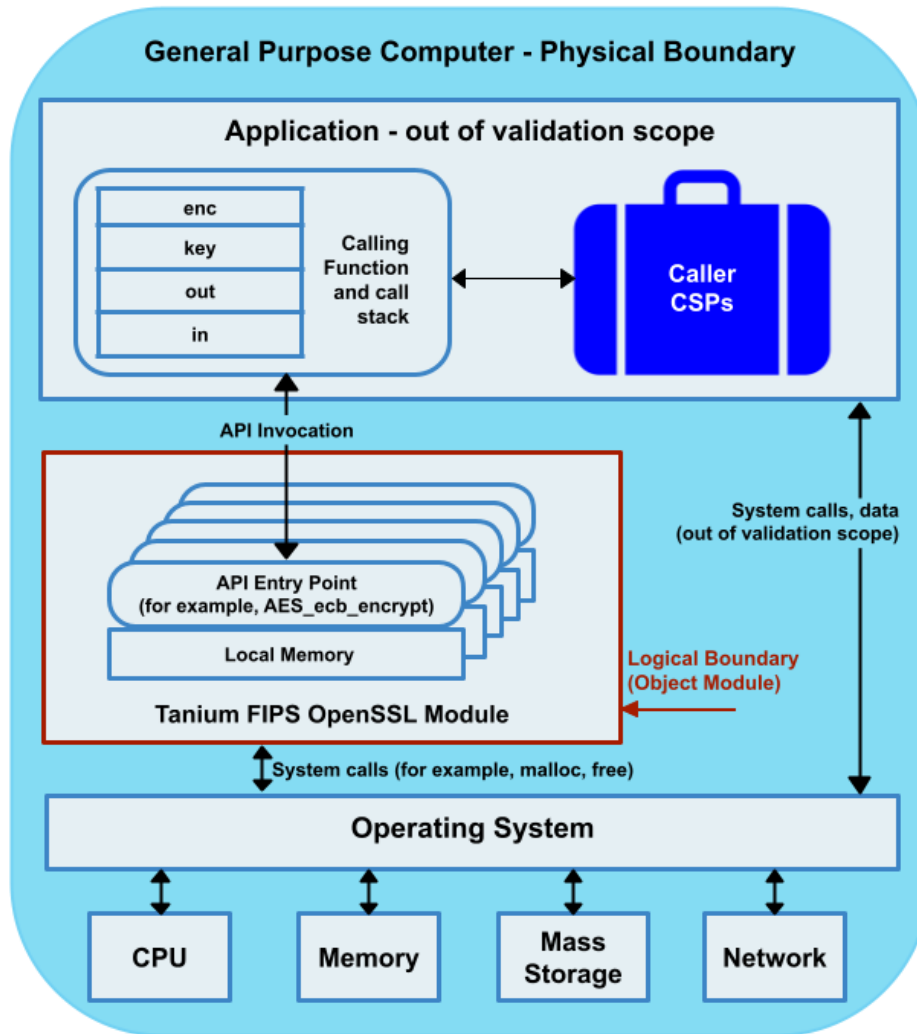 General Purpose Computer - Physical Boundary
Application - out of validation scope
enc
key
out
in
Calling
Function
and call
stack
Caller
CSPs
API Invocation
System calls, data
(out of validation scope)
API Entry Point
(for example, AES_ecb_encrypt)
Local Memory
Logical Boundary
(Object Module)
Tanium FIPS OpenSSL Module
System calls (for example, malloc, free)
Operating System
CPU
Memory
Mass
Storage
Network